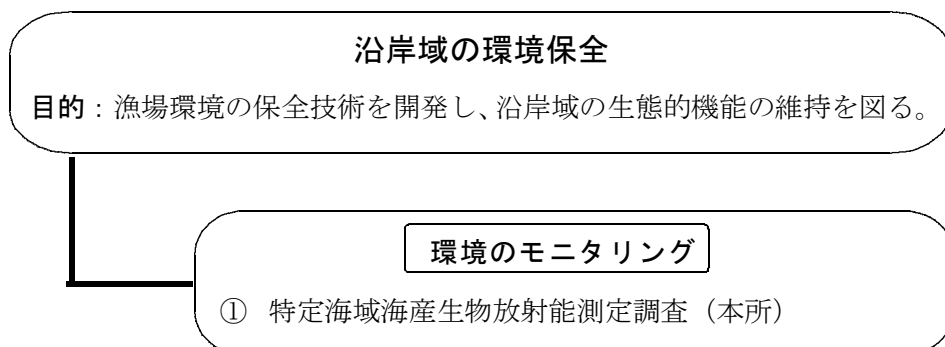 沿岸域の環境保全
目的：漁場環境の保全技術を開発し、沿岸域の生態的機能の維持を図る。
環境のモニタリング
① 特定海域海産生物放射能測定調査（本所）